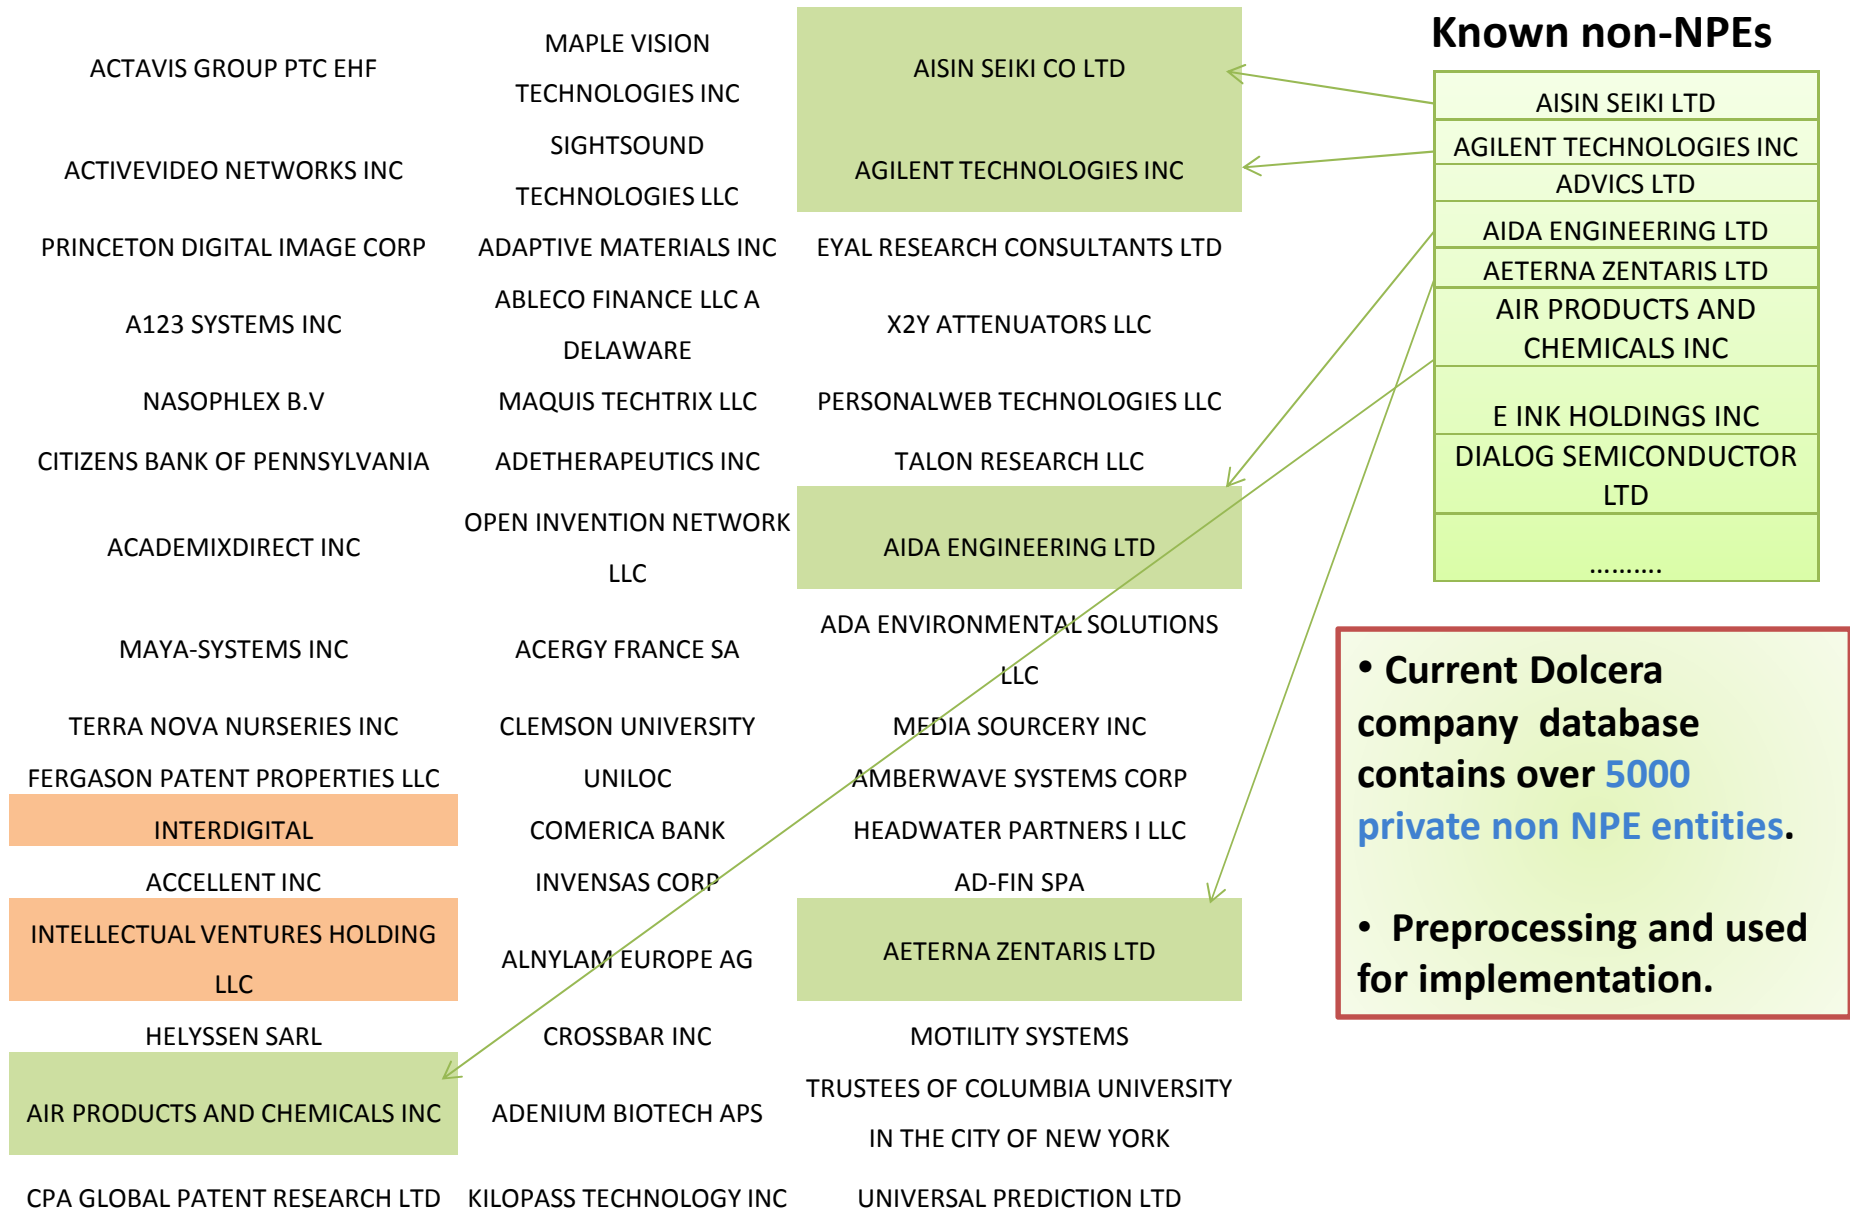 ACTAVIS GROUP PTC EHF
MAPLE VISION
TECHNOLOGIES INC
AISIN SEIKI CO LTD
ACTIVEVIDEO NETWORKS INC
SIGHTSOUND
TECHNOLOGIES LLC
AGILENT TECHNOLOGIES INC
PRINCETON DIGITAL IMAGE CORP
ADAPTIVE MATERIALS INC
EYAL RESEARCH CONSULTANTS LTD
A123 SYSTEMS INC
ABLECO FINANCE LLC A
DELAWARE
X2Y ATTENUATORS LLC
NASOPHLEX B.V
MAQUIS TECHTRIX LLC
PERSONALWEB TECHNOLOGIES LLC
CITIZENS BANK OF PENNSYLVANIA
ADETHERAPEUTICS INC
TALON RESEARCH LLC
ACADEMIXDIRECT INC
OPEN INVENTION NETWORK
LLC
AIDA ENGINEERING LTD
MAYA-SYSTEMS INC
ACERGY FRANCE SA
ADA ENVIRONMENTAL SOLUTIONS
LLC
TERRA NOVA NURSERIES INC
CLEMSON UNIVERSITY
MEDIA SOURCERY INC
FERGASON PATENT PROPERTIES LLC
UNILOC
AMBERWAVE SYSTEMS CORP
INTERDIGITAL
COMERICA BANK
HEADWATER PARTNERS I LLC
ACCELLENT INC
INVENSAS CORP
AD-FIN SPA
INTELLECTUAL VENTURES HOLDING
LLC
ALNYLAM EUROPE AG
AETERNA ZENTARIS LTD
HELYSSEN SARL
CROSSBAR INC
MOTILITY SYSTEMS
AIR PRODUCTS AND CHEMICALS INC
ADENIUM BIOTECH APS
TRUSTEES OF COLUMBIA UNIVERSITY
IN THE CITY OF NEW YORK
CPA GLOBAL PATENT RESEARCH LTD
KILOPASS TECHNOLOGY INC
UNIVERSAL PREDICTION LTD
Known non-NPEs
AISIN SEIKI LTD
AGILENT TECHNOLOGIES INC
ADVICS LTD
AIDA ENGINEERING LTD
AETERNA ZENTARIS LTD
AIR PRODUCTS AND
CHEMICALS INC
E INK HOLDINGS INC
DIALOG SEMICONDUCTOR
LTD
..........
• Current Dolcera
company database
contains over 5000
private non NPE entities.
• Preprocessing and used
for implementation.